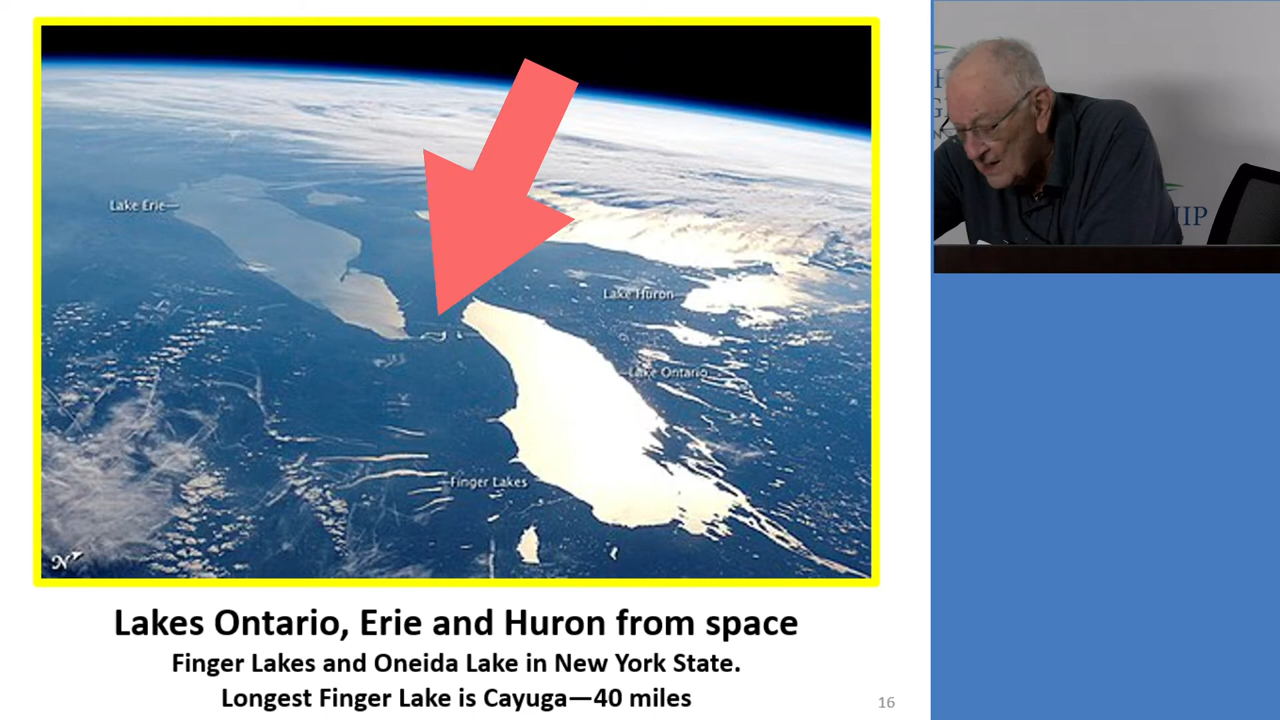 Lake Erie
Lake Huron
Lake Ontario
Finger Lakes
N
Lakes Ontario, Erie and Huron from space
Finger Lakes and Oneida Lake in New York State.
Longest Finger Lake is Cayuga—40 miles
16
H
G
N
IP